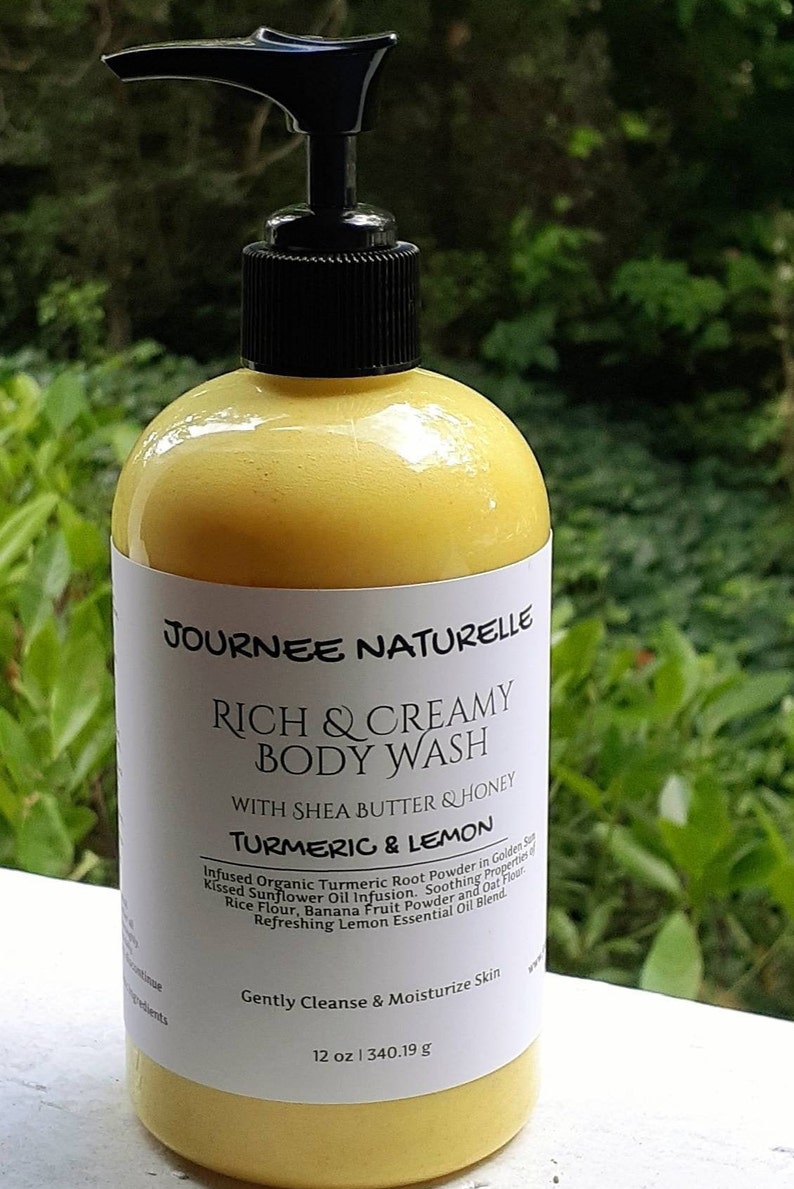 JOURNEE NATURELLE
RICH & CREAMY
BODY WASH
WITH SHEA BUTTER & HONEY
TURMERIC & LEMON
Infused Organic Turmeric Root Powder in Golden Sun
Kissed Sunflower Oil Infusion. Soothing Properties of
Rice Flour, Banana Fruit Powder and Oat Flour.
Refreshing Lemon Essential Oil Blend.
discontinue
ingredients
Gently Cleanse & Moisturize Skin
12 oz | 340.19 g